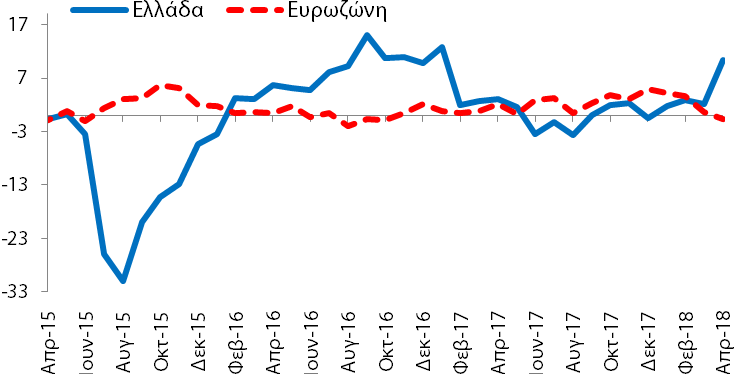 Ελλάδα Ευρωζώνη
17
7
-3
-13
-23
-33
Απρ-15
Ιουν-15
Αυγ-15
Οκτ-15
Δεκ-15
Φεβ-16
Απρ-16
Ιουν-16
Αυγ-16
Οκτ-16
Δεκ-16
Φεβ-17
Απρ-17
Ιουν-17
Αυγ-17
Οκτ-17
Δεκ-17
Φεβ-18
Απρ-18